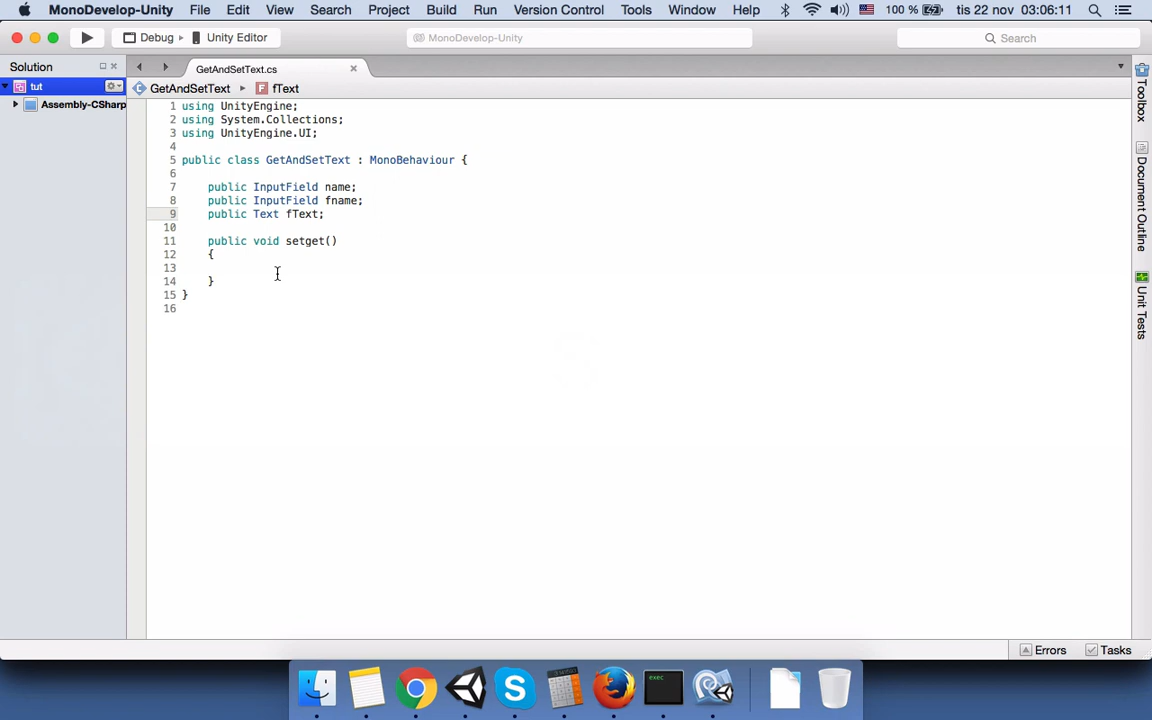 MonoDevelop-Unity File Edit View Search Project Build Run Version Control Tools Window Help 100 % tis 22 nov 03:06:11
Debug Unity Editor MonoDevelop-Unity Search
Solution
GetAndSetText.cs
tut
GetAndSetText fText
Assembly-CSharp
1 using UnityEngine;
2 using System.Collections;
3 using UnityEngine.UI;
4
5 public class GetAndSetText : MonoBehaviour {
6
7 public InputField name;
8 public InputField fname;
9 public Text fText;
10
11 public void setget()
12 {
13
14 }
15 }
16
Toolbox
Document Outline
Unit Tests
Errors Tasks
exec